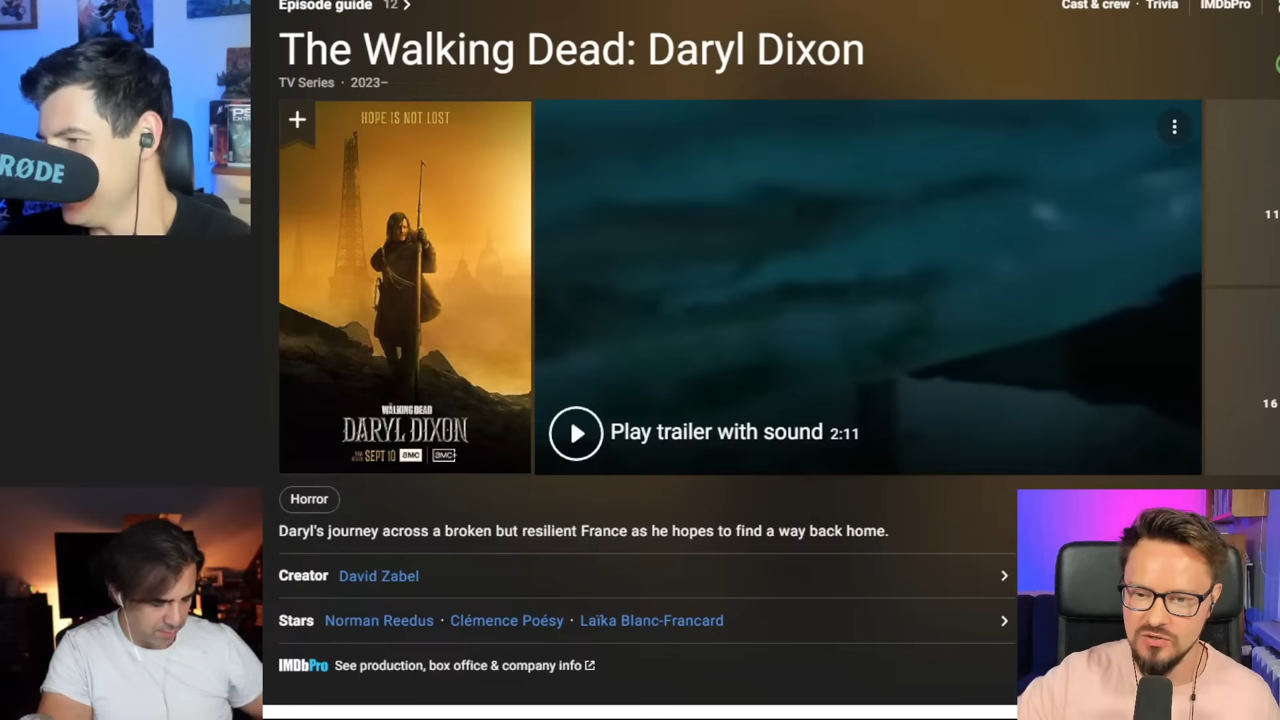 Episode guide 12
Cast & crew · Trivia IMDbPro
The Walking Dead: Daryl Dixon
TV Series · 2023–
HOPE IS NOT LOST
RØDE
11
THE WALKING DEAD
DARYL DIXON
SEPT 10 amc amc+
Play trailer with sound 2:11
16
Horror
Daryl's journey across a broken but resilient France as he hopes to find a way back home.
Creator David Zabel
Stars Norman Reedus · Clémence Poésy · Laïka Blanc-Francard
IMDbPro See production, box office & company info